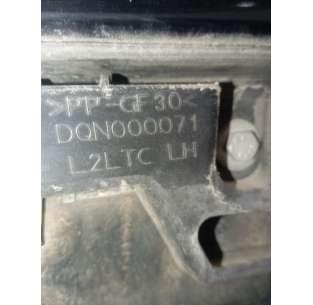 >PP-GF30<
DQN000071
L2LTC LH